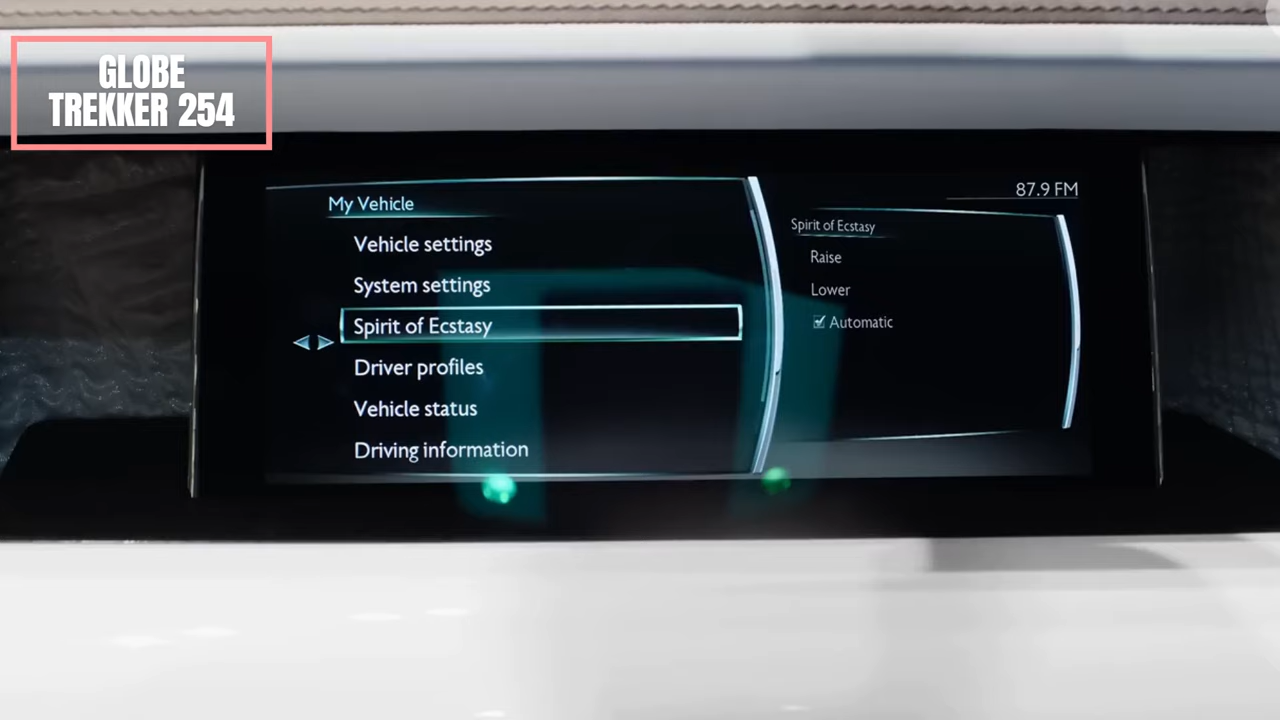 GLOBE
TREKKER 254
87.9 FM
My Vehicle
Vehicle settings
System settings
Spirit of Ecstasy
Driver profiles
Vehicle status
Driving information
Spirit of Ecstasy
Raise
Lower
Automatic